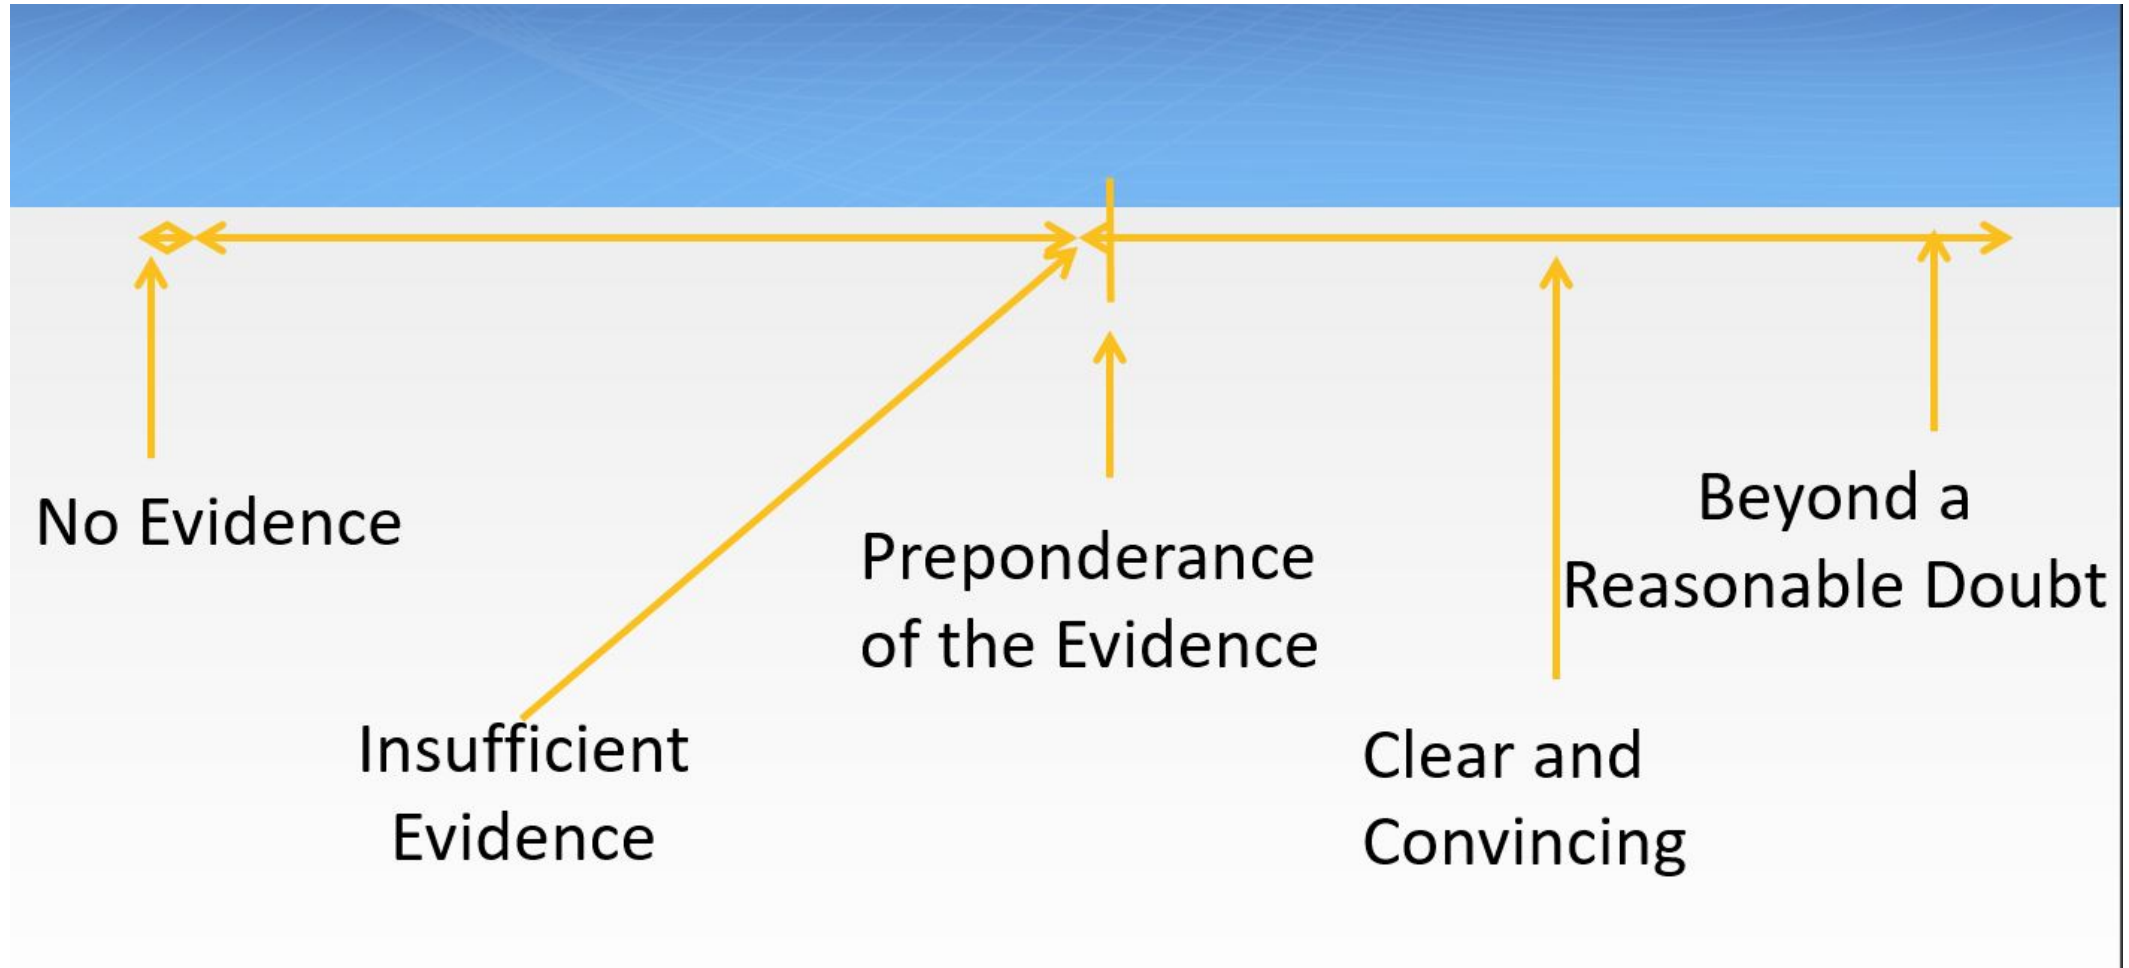 No Evidence
Insufficient
Evidence
Preponderance
of the Evidence
Clear and
Convincing
Beyond a
Reasonable Doubt